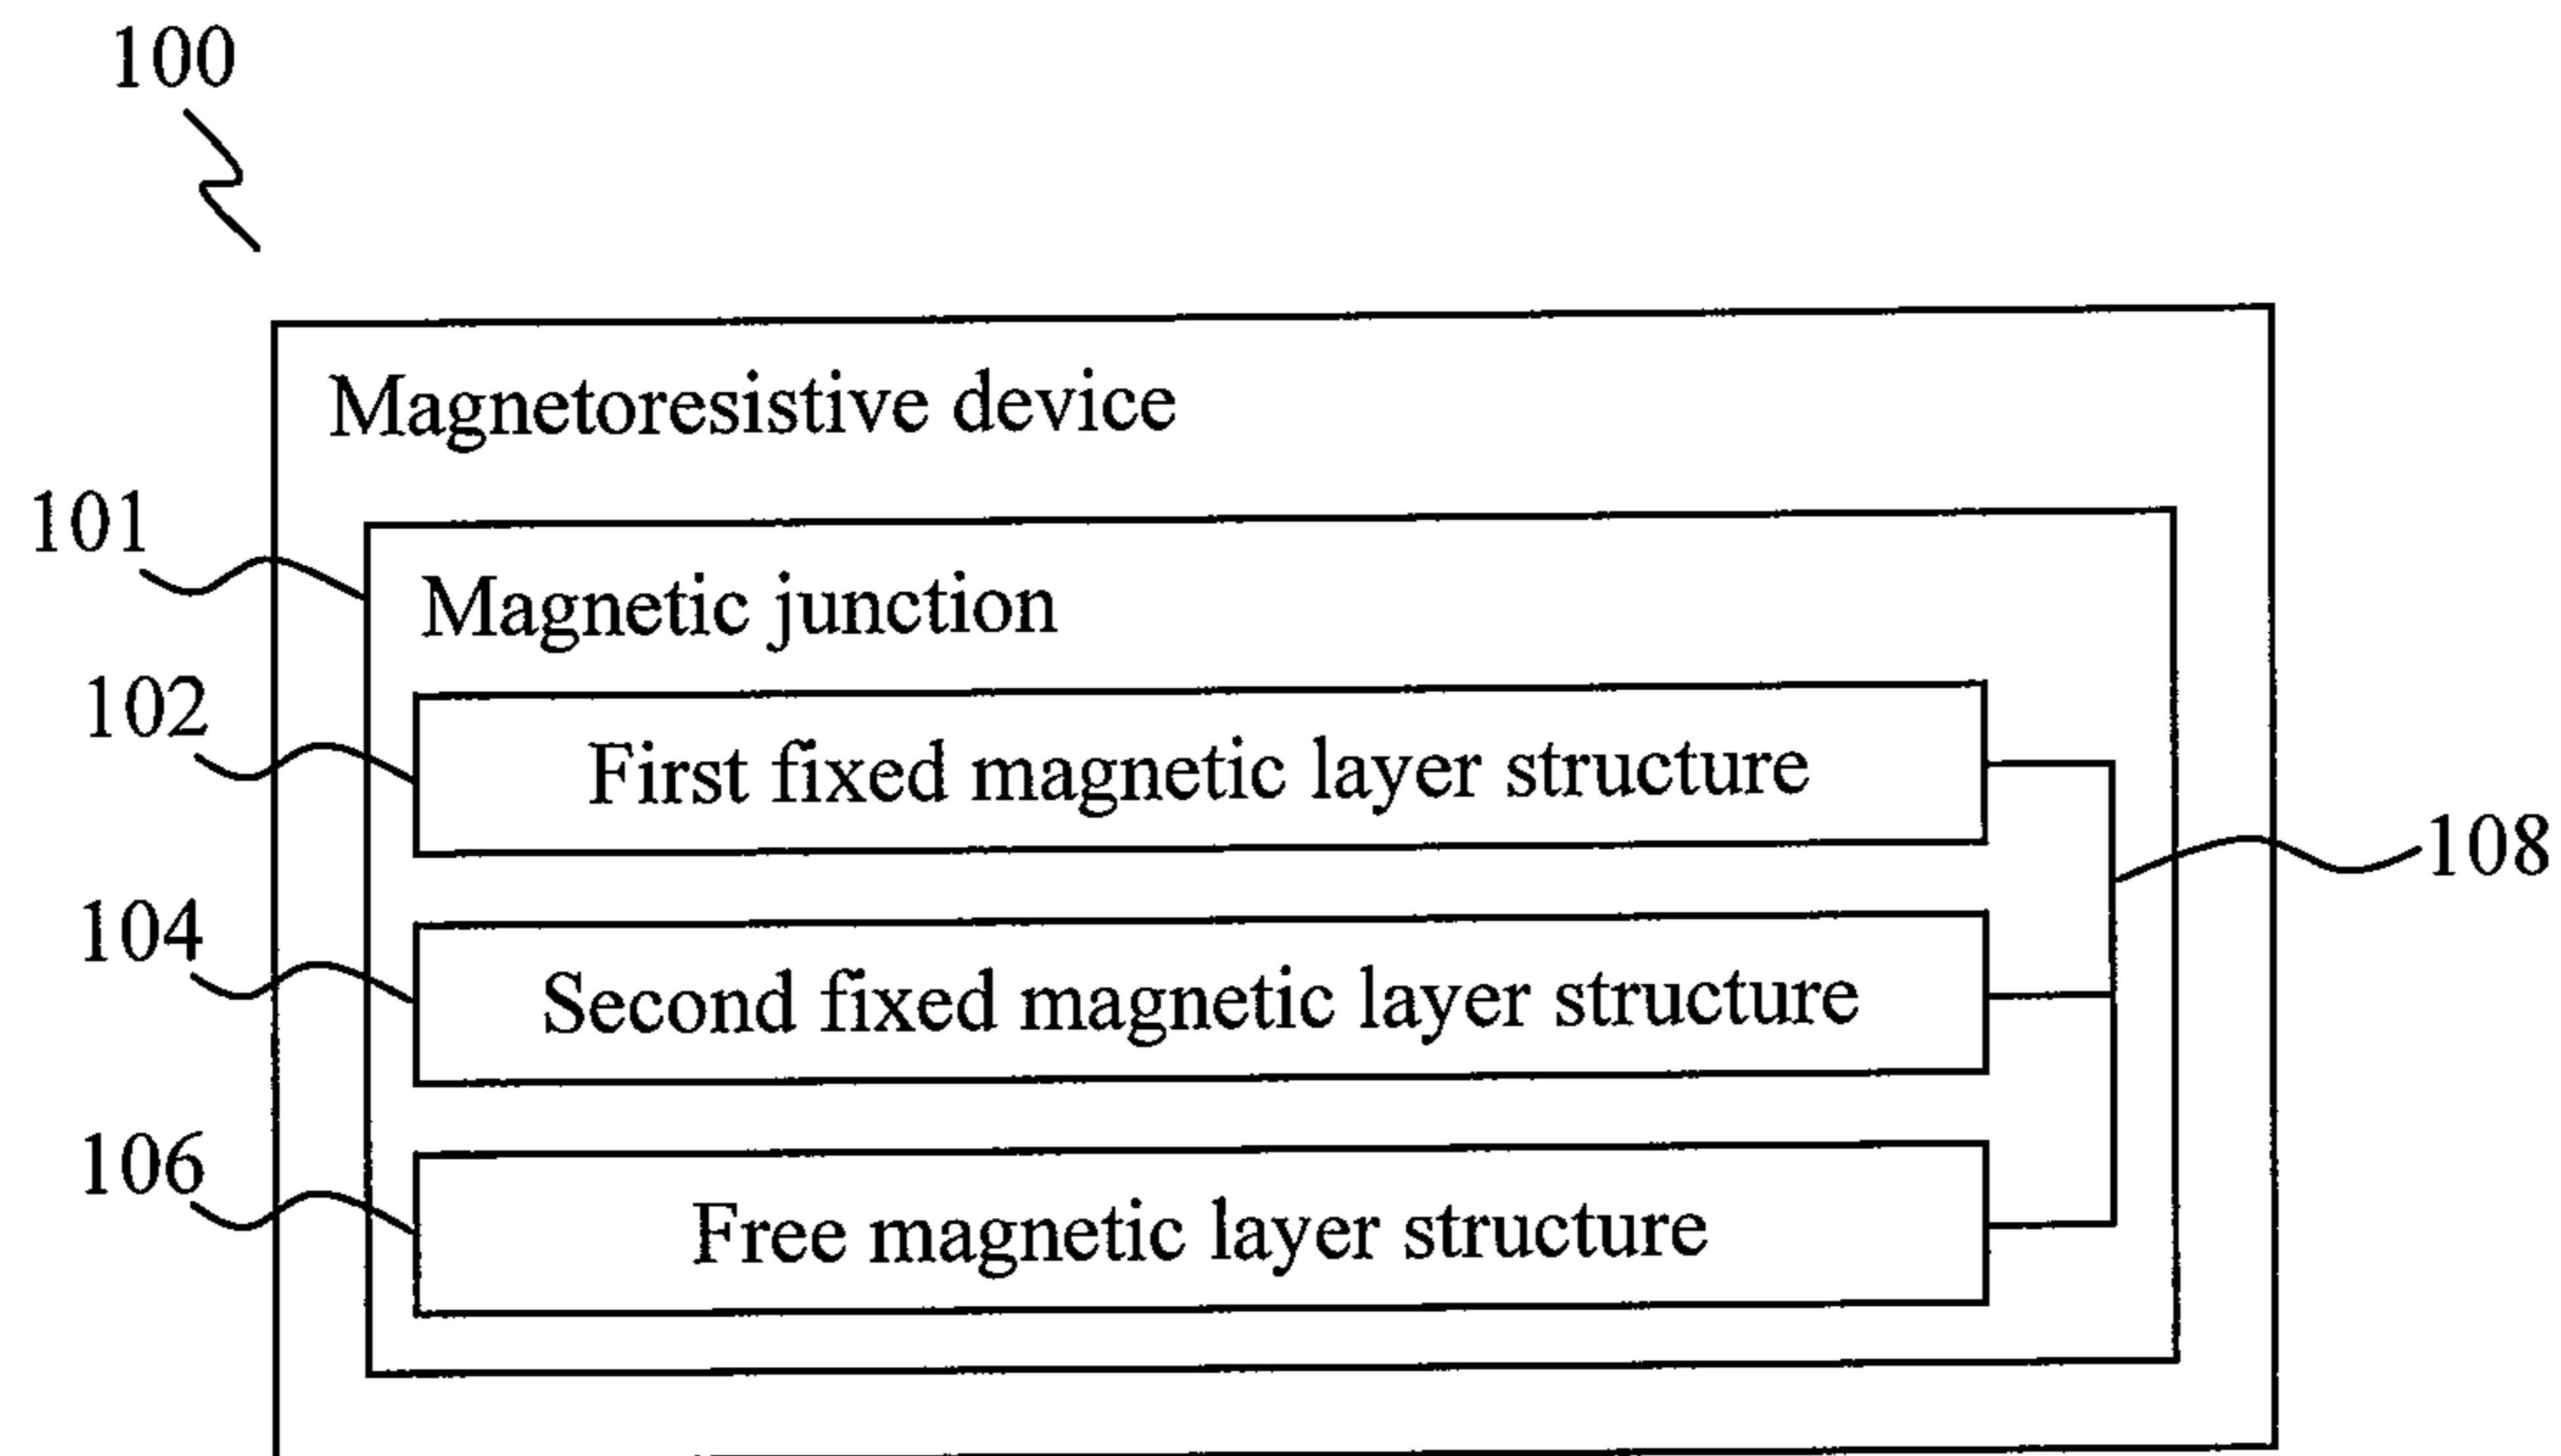 100
Magnetoresistive device
101
Magnetic junction
102
First fixed magnetic layer structure
108
104
Second fixed magnetic layer structure
106
Free magnetic layer structure